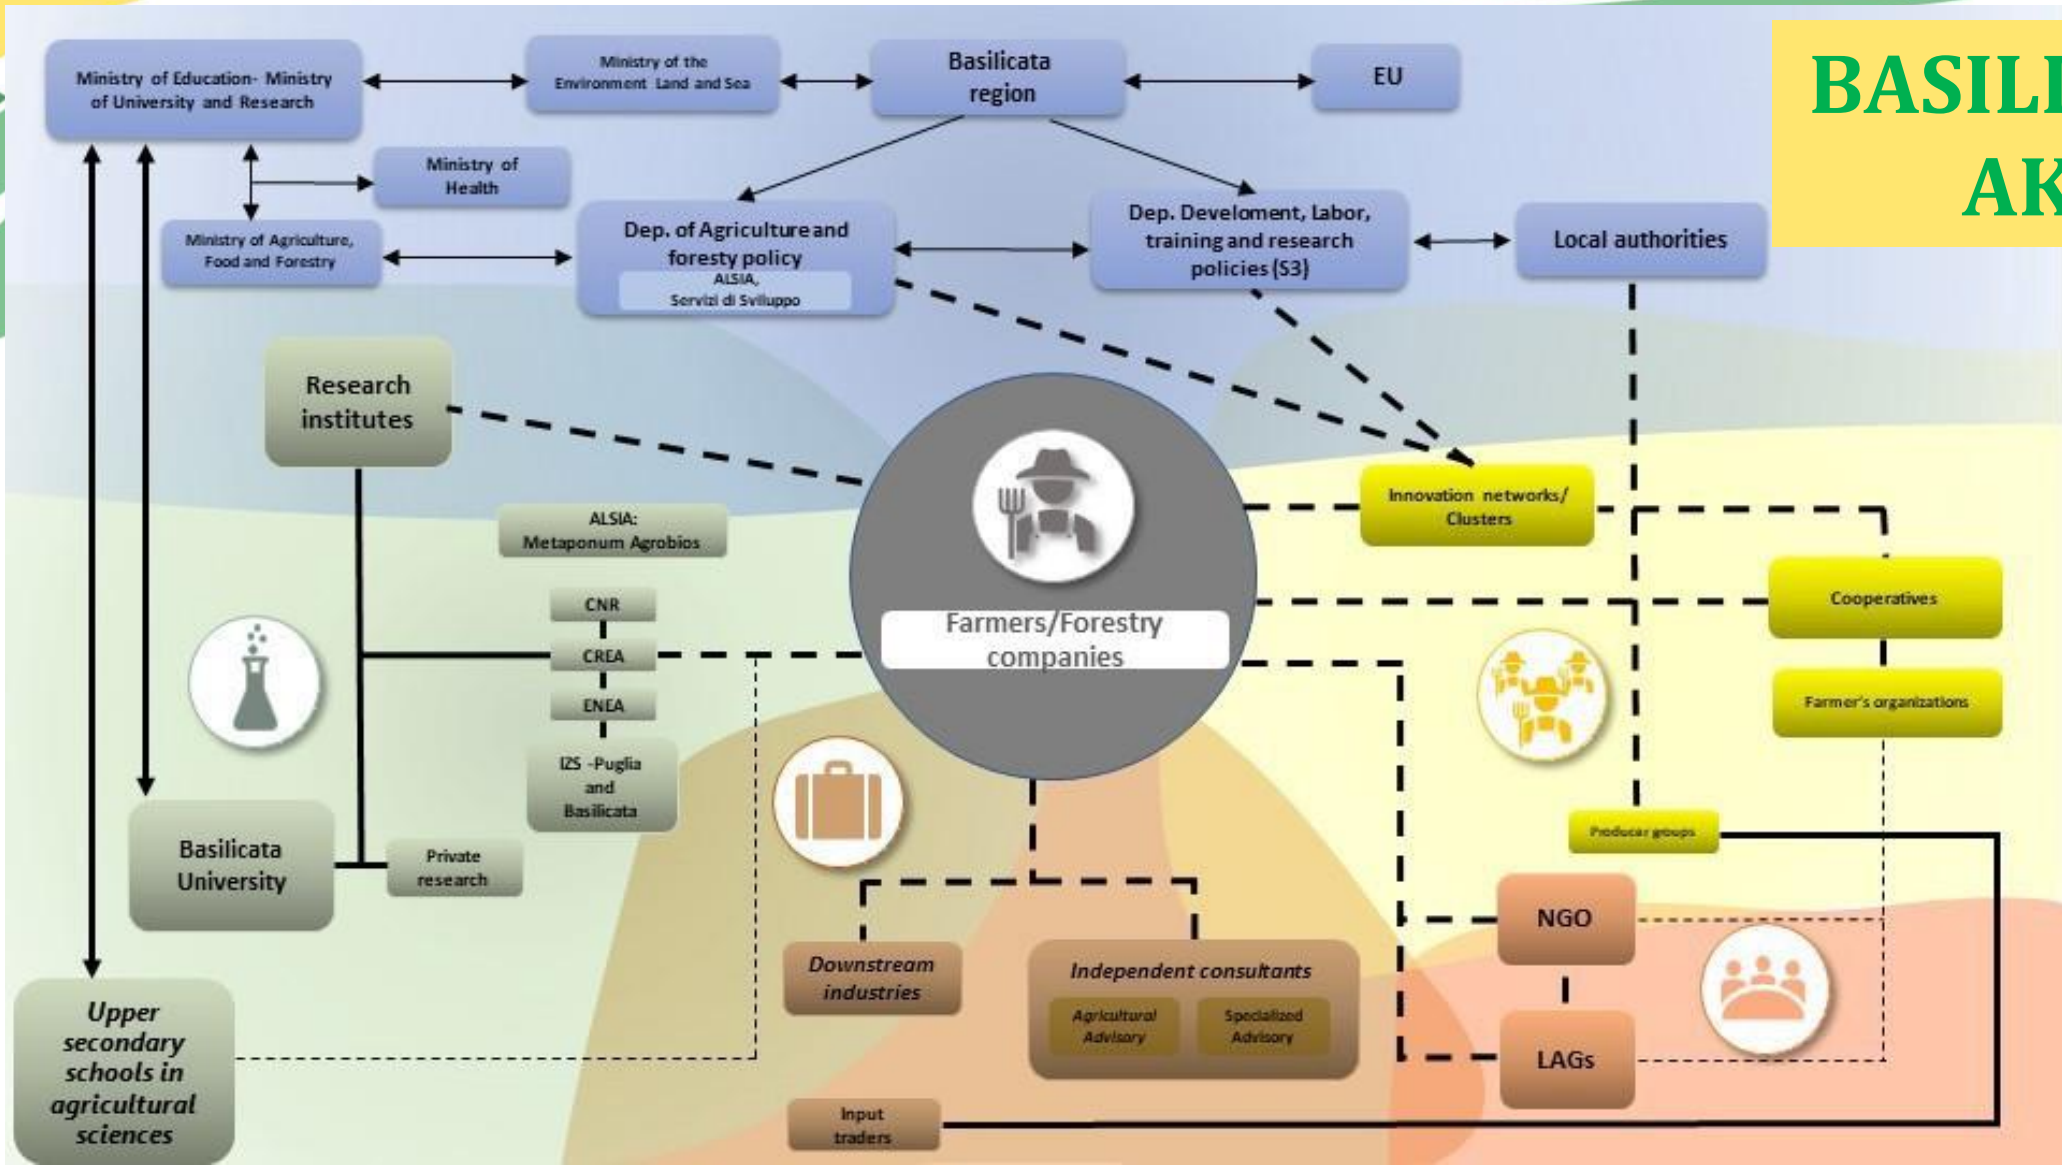 BASILI
AK
Ministry of Education- Ministry
of University and Research
Ministry of the
Environment Land and Sea
Basilicata
region
EU
Ministry of
Health
Ministry of Agriculture,
Food and Forestry
Dep. of Agriculture and
foresty policy
ALSIA,
Servizi di Sviluppo
Dep. Develoment, Labor,
training and research
policies (S3)
Local authorities
Research
institutes
ALSIA:
Metaponum Agrobios
CNR
CREA
ENEA
IZS -Puglia
and
Basilicata
Basilicata
University
Private
research
Upper
secondary
schools in
agricultural
sciences
Farmers/Forestry
companies
Innovation networks/
Clusters
Cooperatives
Farmer's organizations
Producer groups
NGO
LAGs
Downstream
industries
Independent consultants
Agricultural
Advisory
Specialized
Advisory
Input
traders